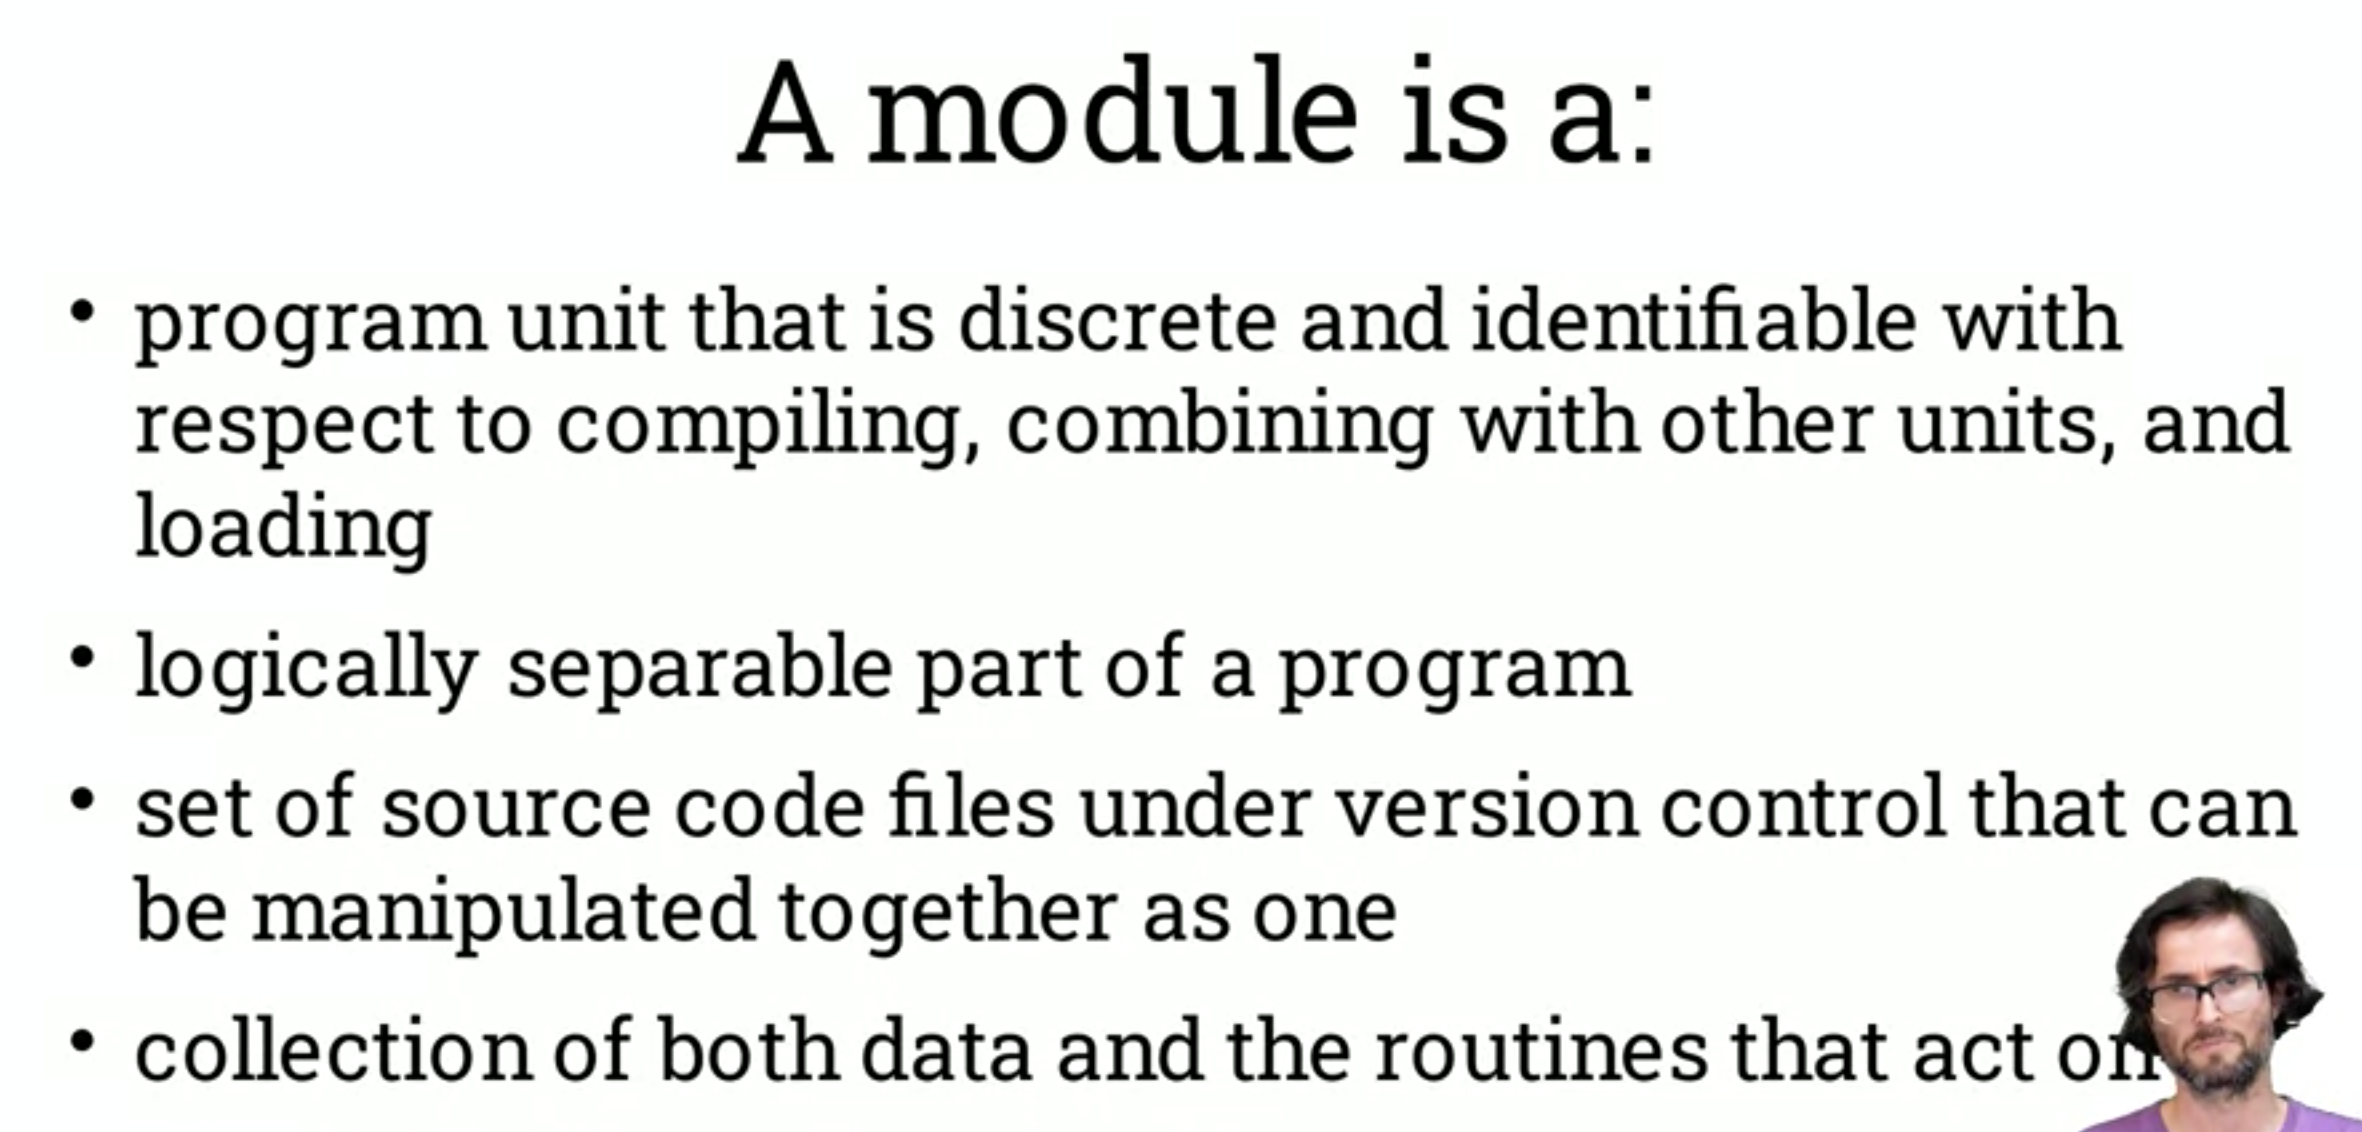 A module is a:
• program unit that is discrete and identifiable with
respect to compiling, combining with other units, and
loading
• logically separable part of a program
• set of source code files under version control that can
be manipulated together as one
• collection of both data and the routines that act on